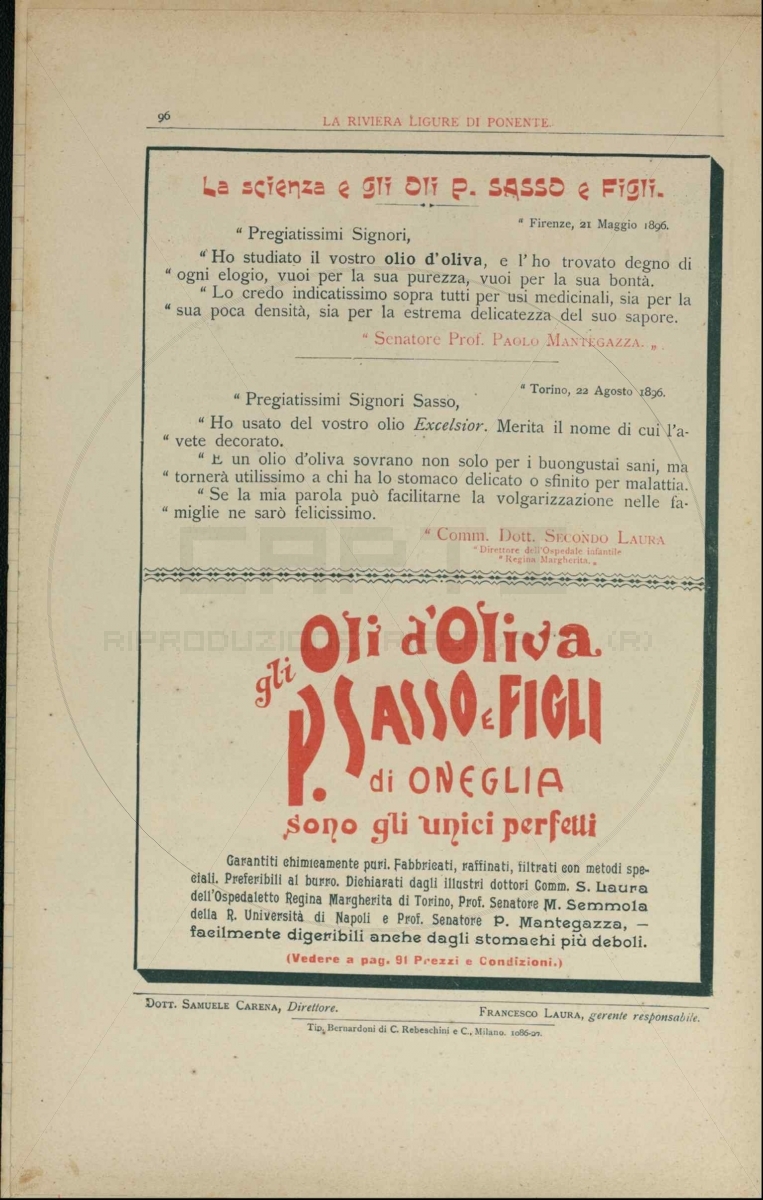 96
LA RIVIERA LIGURE DI PONENTE.
La scienza e gli Oli P. SASSO e Figli.
“ Firenze, 21 Maggio 1896.
“ Pregiatissimi Signori,
“ Ho studiato il vostro olio d'oliva, e l'ho trovato degno di
“ ogni elogio, vuoi per la sua purezza, vuoi per la sua bontà.
“ Lo credo indicatissimo sopra tutti per usi medicinali, sia per la
“ sua poca densità, sia per la estrema delicatezza del suo sapore.
“ Senatore Prof. PAOLO MANTEGAZZA. „
“ Torino, 22 Agosto 1896.
“ Pregiatissimi Signori Sasso,
“ Ho usato del vostro olio Excelsior. Merita il nome di cui l'a-
“ vete decorato.
“ E un olio d'oliva sovrano non solo per i buongustai sani, ma
“ tornerà utilissimo a chi ha lo stomaco delicato o sfinito per malattia.
“ Se la mia parola può facilitarne la volgarizzazione nelle fa-
“ miglie ne sarò felicissimo.
“ Comm. Dott. SECONDO LAURA
“ Direttore dell'Ospedale infantile
“ Regina Margherita. „
gli Oli d'Oliva
P. SASSO E FIGLI
di ONEGLIA
sono gli unici perfetti
Garantiti chimicamente puri. Fabbricati, raffinati, filtrati con metodi spe-
ciali. Preferibili al burro. Dichiarati dagli illustri dottori Comm. S. Laura
dell'Ospedaletto Regina Margherita di Torino, Prof. Senatore M. Semmola
della R. Università di Napoli e Prof. Senatore P. Mantegazza, —
facilmente digeribili anche dagli stomachi più deboli.
(Vedere a pag. 91 Prezzi e Condizioni.)
DOTT. SAMUELE CARENA, Direttore.
FRANCESCO LAURA, gerente responsabile.
Tip. Bernardoni di C. Rebeschini e C., Milano. 1086-97.